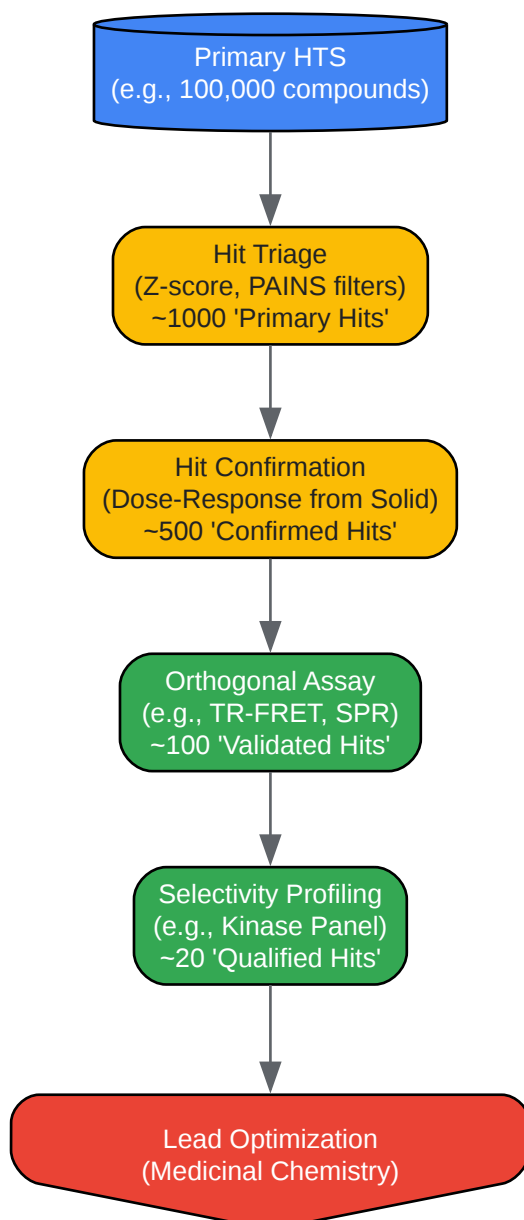 Primary HTS
(e.g., 100,000 compounds)
Hit Triage
(Z-score, PAINS filters)
~1000 'Primary Hits'
Hit Confirmation
(Dose-Response from Solid)
~500 'Confirmed Hits'
Orthogonal Assay
(e.g., TR-FRET, SPR)
~100 'Validated Hits'
Selectivity Profiling
(e.g., Kinase Panel)
~20 'Qualified Hits'
Lead Optimization
(Medicinal Chemistry)